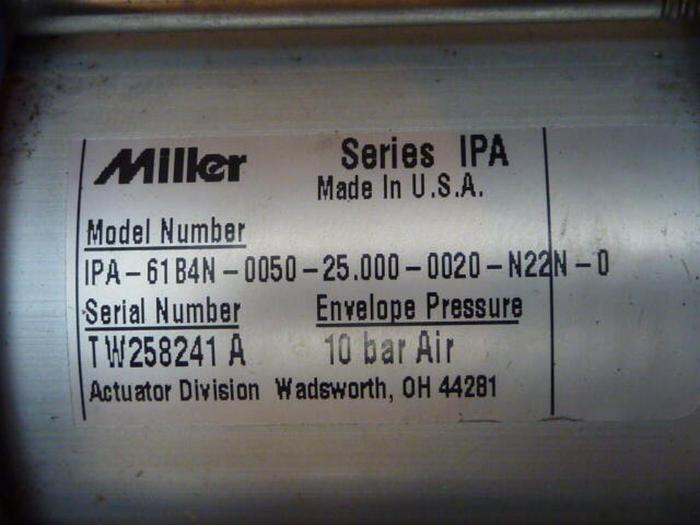 Miller Series IPA
Made In U.S.A.
Model Number
IPA-61B4N-0050-25.000-0020-N22N-0
Serial Number Envelope Pressure
TW258241 A 10 bar Air
Actuator Division Wadsworth, OH 44281